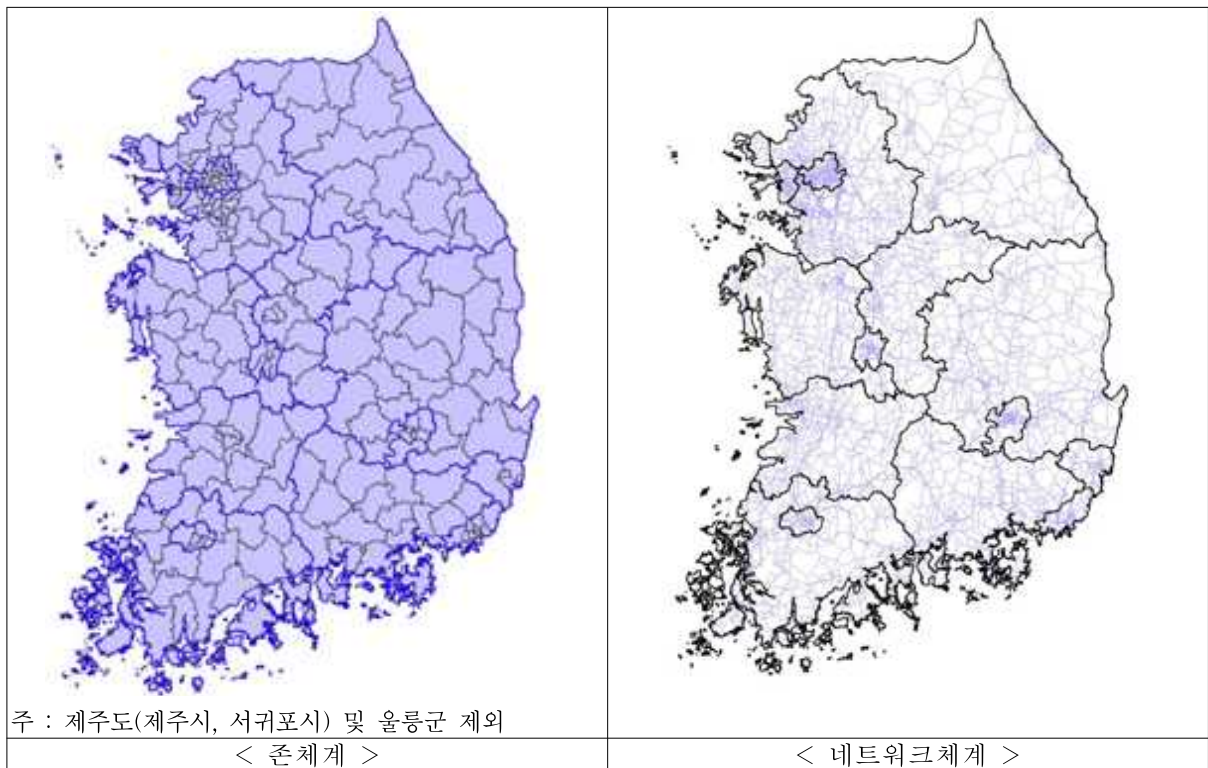 주 : 제주도(제주시, 서귀포시) 및 울릉군 제외
< 존체계 >
< 네트워크체계 >